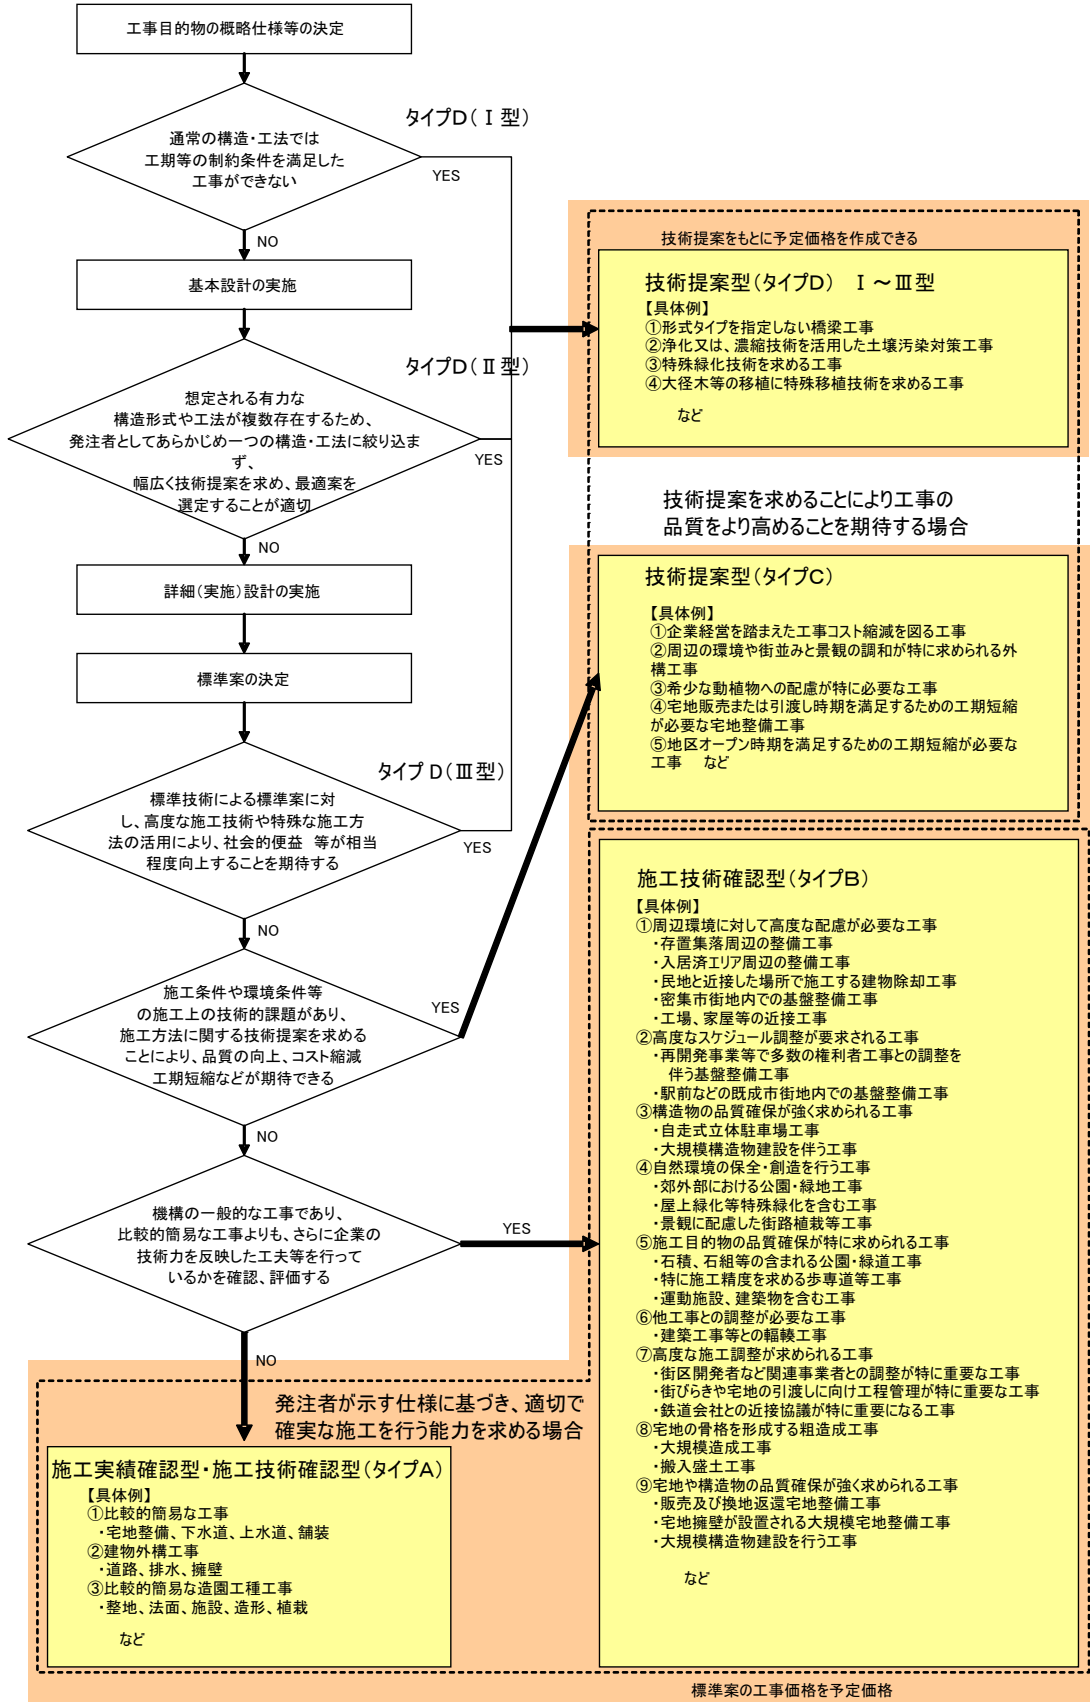 工事目的物の概略仕様等の決定
タイプD(Ⅰ型)
通常の構造・工法では
工期等の制約条件を満足した
工事ができない
YES
NO
基本設計の実施
タイプD(Ⅱ型)
想定される有力な
構造形式や工法が複数存在するため、
発注者としてあらかじめ一つの構造・工法に絞り込ま
ず、
幅広く技術提案を求め、最適案を
選定することが適切
YES
NO
詳細(実施)設計の実施
標準案の決定
タイプD(Ⅲ型)
標準技術による標準案に対
し、高度な施工技術や特殊な施工方
法の活用により、社会的便益 等が相当
程度向上することを期待する
YES
NO
施工条件や環境条件等
の施工上の技術的課題があり、
施工方法に関する技術提案を求める
ことにより、品質の向上、コスト縮減
工期短縮などが期待できる
YES
NO
機構の一般的な工事であり、
比較的簡易な工事よりも、さらに企業の
技術力を反映した工夫等を行って
いるかを確認、評価する
YES
NO
技術提案をもとに予定価格を作成できる
技術提案型(タイプD) Ⅰ～Ⅲ型
【具体例】
①形式タイプを指定しない橋梁工事
②浄化又は、濃縮技術を活用した土壌汚染対策工事
③特殊緑化技術を求める工事
④大径木等の移植に特殊移植技術を求める工事
など
技術提案を求めることにより工事の
品質をより高めることを期待する場合
技術提案型(タイプC)
【具体例】
①企業経営を踏まえた工事コスト縮減を図る工事
②周辺の環境や街並みと景観の調和が特に求められる外
構工事
③希少な動植物への配慮が特に必要な工事
④宅地販売または引渡し時期を満足するための工期短縮
が必要な宅地整備工事
⑤地区オープン時期を満足するための工期短縮が必要な
工事 など
施工技術確認型(タイプB)
【具体例】
①周辺環境に対して高度な配慮が必要な工事
・存置集落周辺の整備工事
・入居済エリア周辺の整備工事
・民地と近接した場所で施工する建物除却工事
・密集市街地内での基盤整備工事
・工場、家屋等の近接工事
②高度なスケジュール調整が要求される工事
・再開発事業等で多数の権利者工事との調整を
伴う基盤整備工事
・駅前などの既成市街地内での基盤整備工事
③構造物の品質確保が強く求められる工事
・自走式立体駐車場工事
・大規模構造物建設を伴う工事
④自然環境の保全・創造を行う工事
・郊外部における公園・緑地工事
・屋上緑化等特殊緑化を含む工事
・景観に配慮した街路植栽等工事
⑤施工目的物の品質確保が特に求められる工事
・石積、石組等の含まれる公園・緑道工事
・特に施工精度を求める歩専道等工事
・運動施設、建築物を含む工事
⑥他工事との調整が必要な工事
・建築工事等との輻輳工事
⑦高度な施工調整が求められる工事
・街区開発者など関連事業者との調整が特に重要な工事
・街びらきや宅地の引渡しに向け工程管理が特に重要な工事
・鉄道会社との近接協議が特に重要になる工事
⑧宅地の骨格を形成する粗造成工事
・大規模造成工事
・搬入盛土工事
⑨宅地や構造物の品質確保が強く求められる工事
・販売及び換地返還宅地整備工事
・宅地擁壁が設置される大規模宅地整備工事
・大規模構造物建設を行う工事
など
発注者が示す仕様に基づき、適切で
確実な施工を行う能力を求める場合
施工実績確認型・施工技術確認型(タイプA)
【具体例】
①比較的簡易な工事
・宅地整備、下水道、上水道、舗装
②建物外構工事
・道路、排水、擁壁
③比較的簡易な造園工種工事
・整地、法面、施設、造形、植栽
など
標準案の工事価格を予定価格